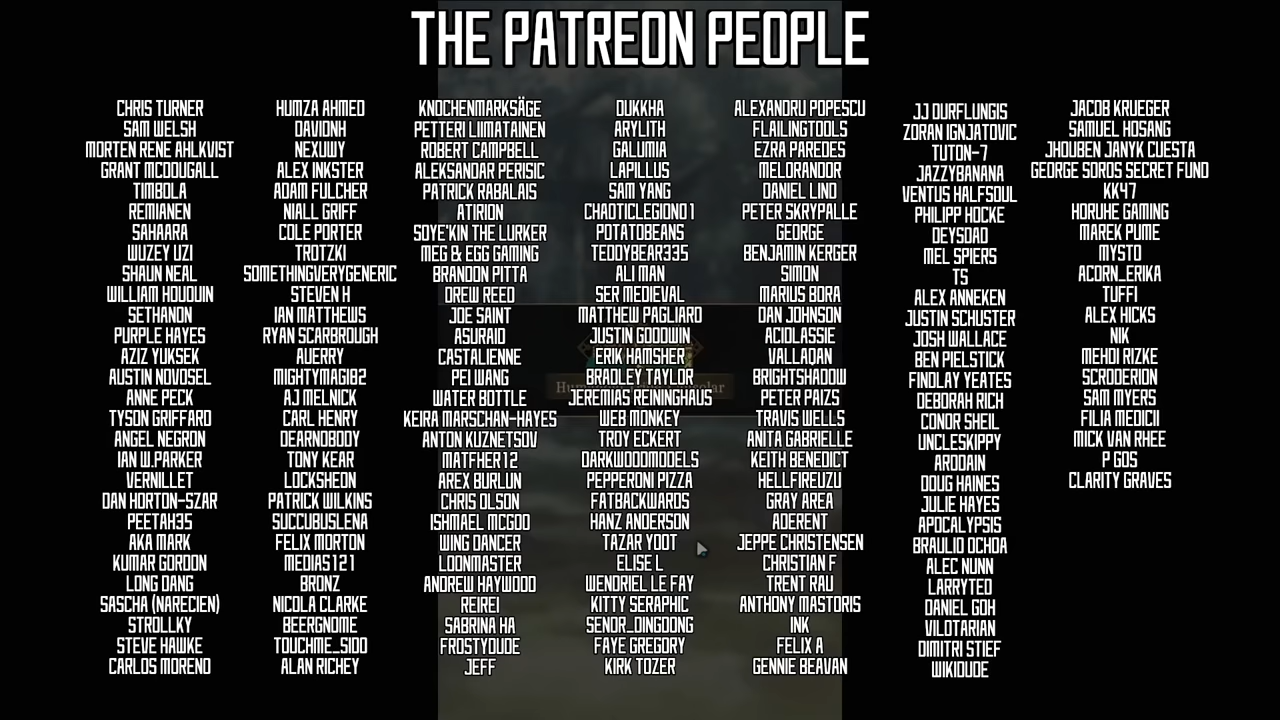 THE PATREON PEOPLE
CHRIS TURNER
SAM WELSH
MORTEN RENE AHLKVIST
GRANT MCDOUGALL
TIMBOLA
REMIANEN
SAHAARA
WUZEY UZI
SHAUN NEAL
WILLIAM HOUDUIN
SETHANON
PURPLE HAYES
AZIZ YUKSEK
AUSTIN NOVOSEL
ANNE PECK
TYSON GRIFFARD
ANGEL NEGRON
IAN W.PARKER
VERNILLET
DAN HORTON-SZAR
PEETAH35
AKA MARK
KUMAR GORDON
LONG DANG
SASCHA (NARECIEN)
STROLLKY
STEVE HAWKE
CARLOS MORENO
HUMZA AHMED
DAVIDNH
NEXUWY
ALEX INKSTER
ADAM FULCHER
NIALL GRIFF
COLE PORTER
TROTZKI
SOMETHINGVERYGENERIC
STEVEN H
IAN MATTHEWS
RYAN SCARBROUGH
AUERRY
MIGHTYMAGI82
AJ MELNICK
CARL HENRY
DEARNOBODY
TONY KEAR
LOCKSHEON
PATRICK WILKINS
SUCCUBUSLENA
FELIX MORTON
MEDIAS121
BRONZ
NICOLA CLARKE
BEERGNOME
TOUCHME_SIDO
ALAN RICHEY
KNOCHENMARKSÄGE
PETTERI LIIMATAINEN
ROBERT CAMPBELL
ALEKSANDAR PERISIC
PATRICK RABALAIS
ATIRION
SOYE'KIN THE LURKER
MEG & EGG GAMING
BRANDON PITTA
DREW REED
JOE SAINT
ASURAID
CASTALIENNE
PEI WANG
WATER BOTTLE
KEIRA MARSCHAN-HAYES
ANTON KUZNETSOV
MATFHER12
AREX BURLUN
CHRIS OLSON
ISHMAEL MCGOO
WING DANCER
LOONMASTER
ANDREW HAYWOOD
REIREI
SABRINA HA
FROSTYDUDE
JEFF
DUKKHA
ARYLITH
GALUMIA
LAPILLUS
SAM YANG
CHAOTICLEGION01
POTATOBEANS
TEDDYBEAR335
ALI MAN
SER MEDIEVAL
MATTHEW PAGLIARO
JUSTIN GOODWIN
ERIK HAMSHER
BRADLEY TAYLOR
JEREMIAS REININGHAUS
WEB MONKEY
TROY ECKERT
DARKWOODMODELS
PEPPERONI PIZZA
FATBACKWARDS
HANZ ANDERSON
TAZAR YOOT
ELISE L
WENDRIEL LE FAY
KITTY SERAPHIC
SENOR_DINGDONG
FAYE GREGORY
KIRK TOZER
ALEXANDRU POPESCU
FLAILINGTOOLS
EZRA PAREDES
MELDRANDOR
DANIEL LIND
PETER SKRYPALLE
GEORGE
BENJAMIN KERGER
SIMON
MARIUS BORA
DAN JOHNSON
ACIDLASSIE
VALLAQAN
BRIGHTSHADOW
PETER PAIZS
TRAVIS WELLS
ANITA GABRIELLE
KEITH BENEDICT
HELLFIREUZU
GRAY AREA
ADERENT
JEPPE CHRISTENSEN
CHRISTIAN F
TRENT RAU
ANTHONY MASTORIS
INK
FELIX A
GENNIE BEAVAN
JJ DURFLUNGIS
ZORAN IGNJATOVIC
TUTON-7
JAZZYBANANA
VENTUS HALFSOUL
PHILIPP HOCKE
DEYSDAD
MEL SPIERS
TS
ALEX ANNEKEN
JUSTIN SCHUSTER
JOSH WALLACE
BEN PIELSTICK
FINDLAY YEATES
DEBORAH RICH
CONOR SHEIL
UNCLESKIPPY
ARDDAIN
DOUG HAINES
JULIE HAYES
APOCALYPSIS
BRAULIO OCHOA
ALEC NUNN
LARRYTED
DANIEL GOH
VILOTARIAN
DIMITRI STIEF
WIKIDUDE
JACOB KRUEGER
SAMUEL HOSANG
JHOUBEN JANYK CUESTA
GEORGE SOROS SECRET FUND
KK47
HORUHE GAMING
MAREK PUME
MYSTO
ACORN_ERIKA
TUFFI
ALEX HICKS
NIK
MEHDI RIZKE
SCRODERION
SAM MYERS
FILIA MEDICII
MICK VAN RHEE
P GOS
CLARITY GRAVES